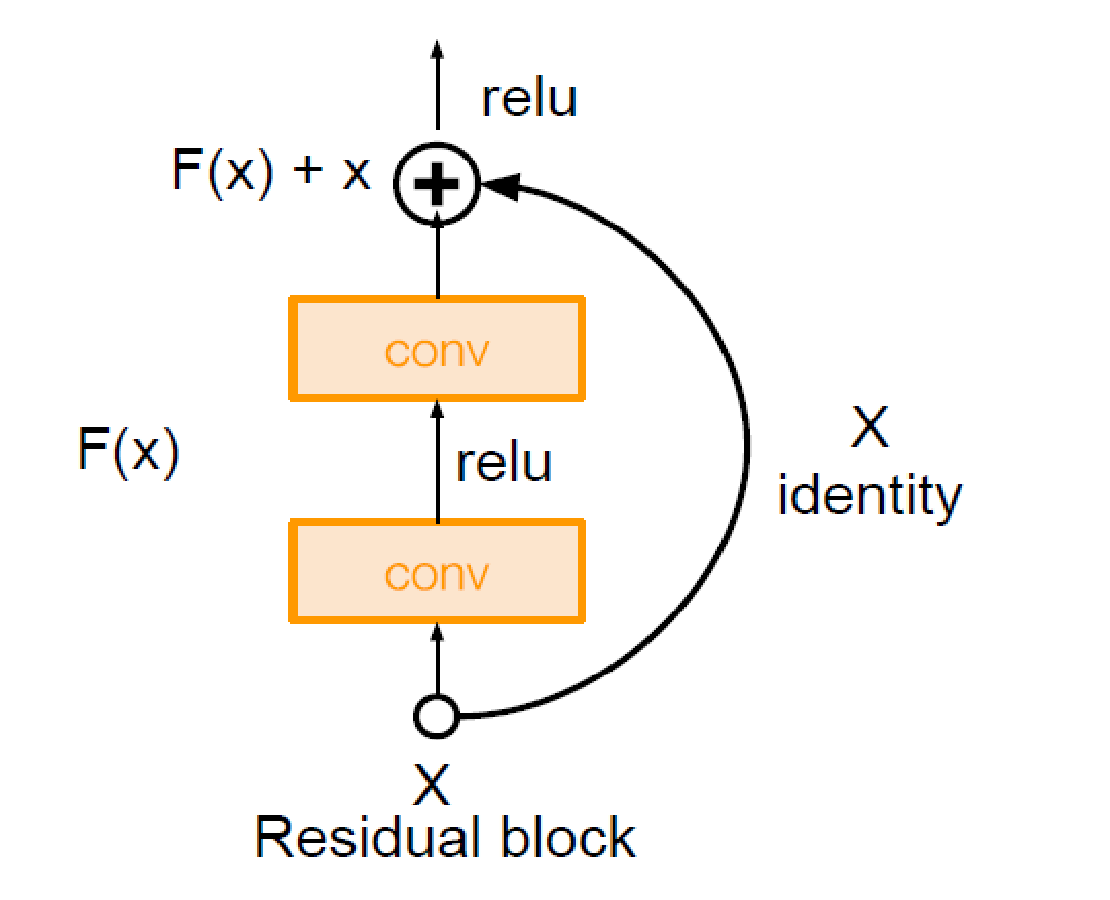 relu
F(x) + x
conv
F(x)
relu
X
identity
conv
X
Residual block